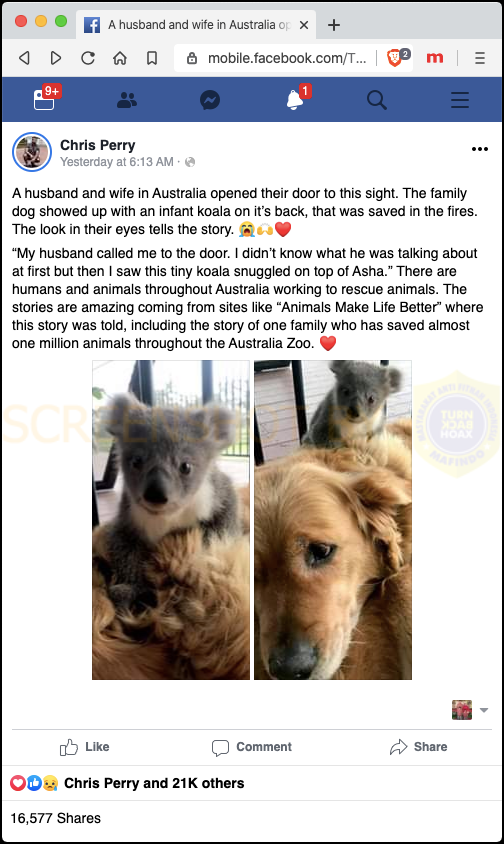 A husband and wife in Australia op
mobile.facebook.com/T...
2
m
9+
1
Chris Perry
Yesterday at 6:13 AM ·
A husband and wife in Australia opened their door to this sight. The family
dog showed up with an infant koala on it's back, that was saved in the fires.
The look in their eyes tells the story. 😭🙌❤️
“My husband called me to the door. I didn't know what he was talking about
at first but then I saw this tiny koala snuggled on top of Asha.” There are
humans and animals throughout Australia working to rescue animals. The
stories are amazing coming from sites like “Animals Make Life Better” where
this story was told, including the story of one family who has saved almost
one million animals throughout the Australia Zoo. ❤️
SCREENSHOT
TURN
BACK
HOAX
MAFINDO
Like
Comment
Share
Chris Perry and 21K others
16,577 Shares